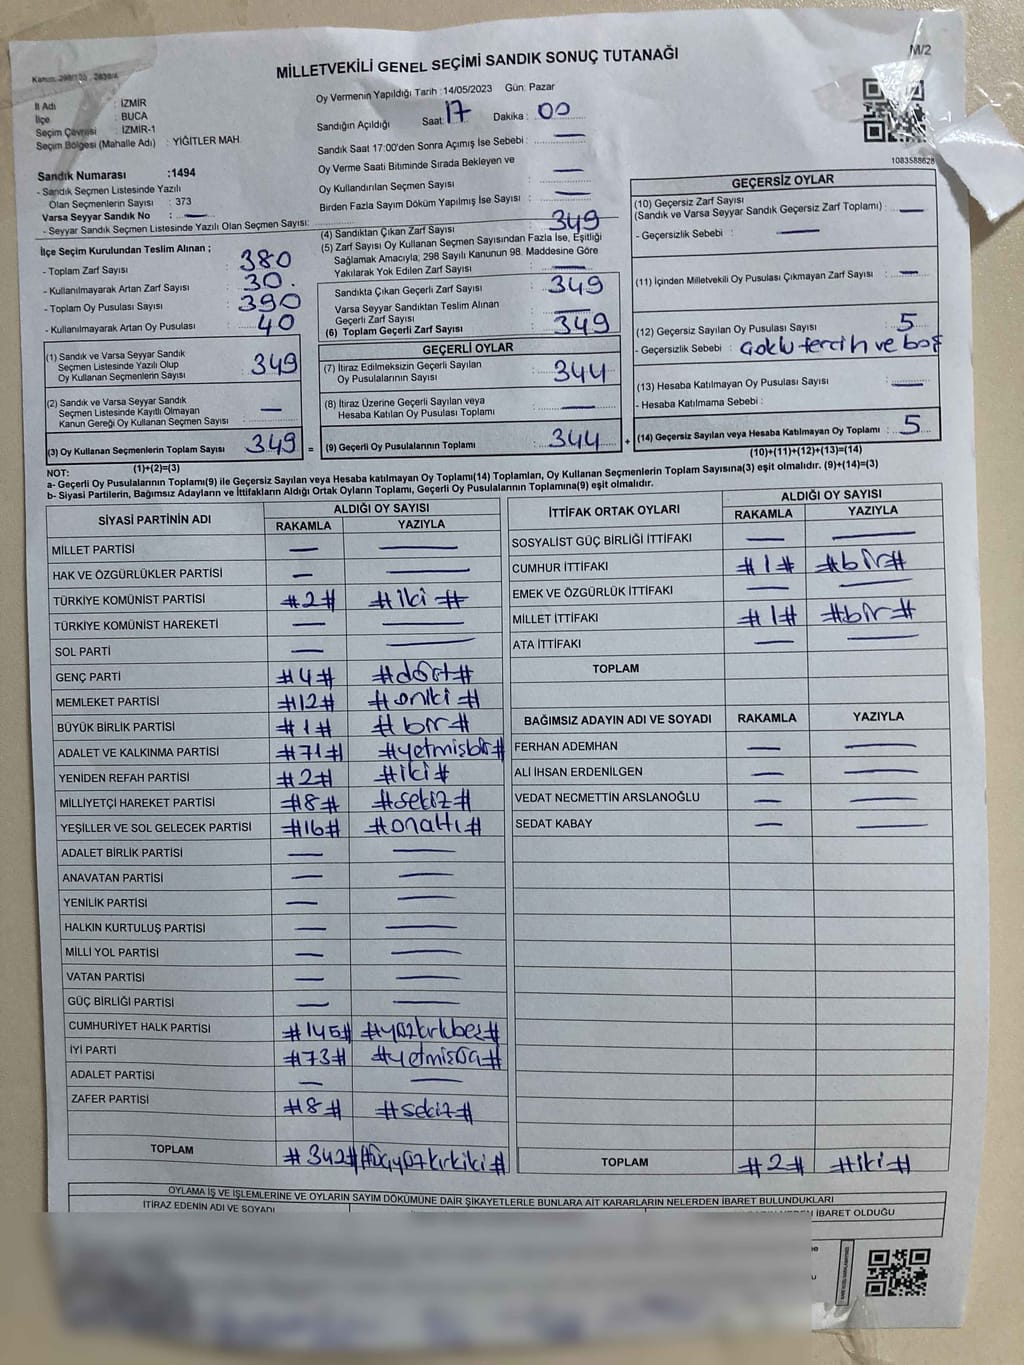 Kanun: 298/105 , 2839/4
MİLLETVEKİLİ GENEL SEÇİMİ SANDIK SONUÇ TUTANAĞI
M/2
İl Adı : İZMİR
İlçe : BUCA
Seçim Çevresi : İZMİR-1
Seçim Bölgesi (Mahalle Adı) : YİĞİTLER MAH
Sandık Numarası :1494
- Sandık Seçmen Listesinde Yazılı
Olan Seçmenlerin Sayısı : 373
Varsa Seyyar Sandık No : —
- Seyyar Sandık Seçmen Listesinde Yazılı Olan Seçmen Sayısı:
Oy Vermenin Yapıldığı Tarih :14/05/2023 Gün: Pazar
Sandığın Açıldığı Saat: 17 Dakika : 00
Sandık Saat 17:00'den Sonra Açımış İse Sebebi : —
Oy Verme Saati Bitiminde Sırada Bekleyen ve
Oy Kullandırılan Seçmen Sayısı : —
Birden Fazla Sayım Döküm Yapılmış İse Sayısı : —
1083588628
İlçe Seçim Kurulundan Teslim Alınan ;
- Toplam Zarf Sayısı : 380
- Kullanılmayarak Artan Zarf Sayısı : 30.
- Toplam Oy Pusulası Sayısı : 390
- Kullanılmayarak Artan Oy Pusulası : 40
(1) Sandık ve Varsa Seyyar Sandık
Seçmen Listesinde Yazılı Olup
Oy Kullanan Seçmenlerin Sayısı : 349
(2) Sandık ve Varsa Seyyar Sandık
Seçmen Listesinde Kayıtlı Olmayan
Kanun Gereği Oy Kullanan Seçmen Sayısı : —
(3) Oy Kullanan Seçmenlerin Toplam Sayısı : 349 =
(1)+(2)=(3)
(4) Sandıktan Çıkan Zarf Sayısı : 349
(5) Zarf Sayısı Oy Kullanan Seçmen Sayısından Fazla İse, Eşitliği
Sağlamak Amacıyla; 298 Sayılı Kanunun 98. Maddesine Göre
Yakılarak Yok Edilen Zarf Sayısı : —
Sandıkta Çıkan Geçerli Zarf Sayısı : 349
Varsa Seyyar Sandıktan Teslim Alınan
Geçerli Zarf Sayısı : —
(6) Toplam Geçerli Zarf Sayısı : 349
GEÇERLİ OYLAR
(7) İtiraz Edilmeksizin Geçerli Sayılan
Oy Pusulalarının Sayısı : 344
(8) İtiraz Üzerine Geçerli Sayılan veya
Hesaba Katılan Oy Pusulası Toplamı : —
(9) Geçerli Oy Pusulalarının Toplamı : 344 +
GEÇERSİZ OYLAR
(10) Geçersiz Zarf Sayısı
(Sandık ve Varsa Seyyar Sandık Geçersiz Zarf Toplamı) : —
- Geçersizlik Sebebi : —
(11) İçinden Milletvekili Oy Pusulası Çıkmayan Zarf Sayısı : —
(12) Geçersiz Sayılan Oy Pusulası Sayısı : 5
- Geçersizlik Sebebi : Çoklu tercih ve boş
(13) Hesaba Katılmayan Oy Pusulası Sayısı : —
- Hesaba Katılmama Sebebi :
(14) Geçersiz Sayılan veya Hesaba Katılmayan Oy Toplamı : 5
(10)+(11)+(12)+(13)=(14)
NOT:
a- Geçerli Oy Pusulalarının Toplamı(9) ile Geçersiz Sayılan veya Hesaba katılmayan Oy Toplamı(14) Toplamları, Oy Kullanan Seçmenlerin Toplam Sayısına(3) eşit olmalıdır. (9)+(14)=(3)
b- Siyasi Partilerin, Bağımsız Adayların ve İttifakların Aldığı Ortak Oyların Toplamı, Geçerli Oy Pusulalarının Toplamına(9) eşit olmalıdır.
SİYASİ PARTİNİN ADI ALDIĞI OY SAYISI
RAKAMLA YAZIYLA
MİLLET PARTİSİ — —
HAK VE ÖZGÜRLÜKLER PARTİSİ — —
TÜRKİYE KOMÜNİST PARTİSİ #2# #iki#
TÜRKİYE KOMÜNİST HAREKETİ — —
SOL PARTİ — —
GENÇ PARTİ #4# #dört#
MEMLEKET PARTİSİ #12# #oniki#
BÜYÜK BİRLİK PARTİSİ #1# #bir#
ADALET VE KALKINMA PARTİSİ #71# #yetmişbir#
YENİDEN REFAH PARTİSİ #2# #iki#
MİLLİYETÇİ HAREKET PARTİSİ #8# #sekiz#
YEŞİLLER VE SOL GELECEK PARTİSİ #16# #onaltı#
ADALET BİRLİK PARTİSİ — —
ANAVATAN PARTİSİ — —
YENİLİK PARTİSİ — —
HALKIN KURTULUŞ PARTİSİ — —
MİLLİ YOL PARTİSİ — —
VATAN PARTİSİ — —
GÜÇ BİRLİĞİ PARTİSİ — —
CUMHURİYET HALK PARTİSİ #145# #yüzkırkbeş#
İYİ PARTİ #73# #yetmişüç#
ADALET PARTİSİ — —
ZAFER PARTİSİ #8# #sekiz#
TOPLAM #342# #üçyüzkırkiki#
İTTİFAK ORTAK OYLARI ALDIĞI OY SAYISI
RAKAMLA YAZIYLA
SOSYALİST GÜÇ BİRLİĞİ İTTİFAKI — —
CUMHUR İTTİFAKI #1# #bir#
EMEK VE ÖZGÜRLÜK İTTİFAKI — —
MİLLET İTTİFAKI #1# #bir#
ATA İTTİFAKI — —
TOPLAM
BAĞIMSIZ ADAYIN ADI VE SOYADI RAKAMLA YAZIYLA
FERHAN ADEMHAN — —
ALİ İHSAN ERDENİLGEN — —
VEDAT NECMETTİN ARSLANOĞLU — —
SEDAT KABAY — —
TOPLAM #2# #iki#
OYLAMA İŞ VE İŞLEMLERİNE VE OYLARIN SAYIM DÖKÜMÜNE DAİR ŞİKAYETLERLE BUNLARA AİT KARARLARIN NELERDEN İBARET BULUNDUKLARI
İTİRAZ EDENİN ADI VE SOYADI
İBARET OLDUĞU